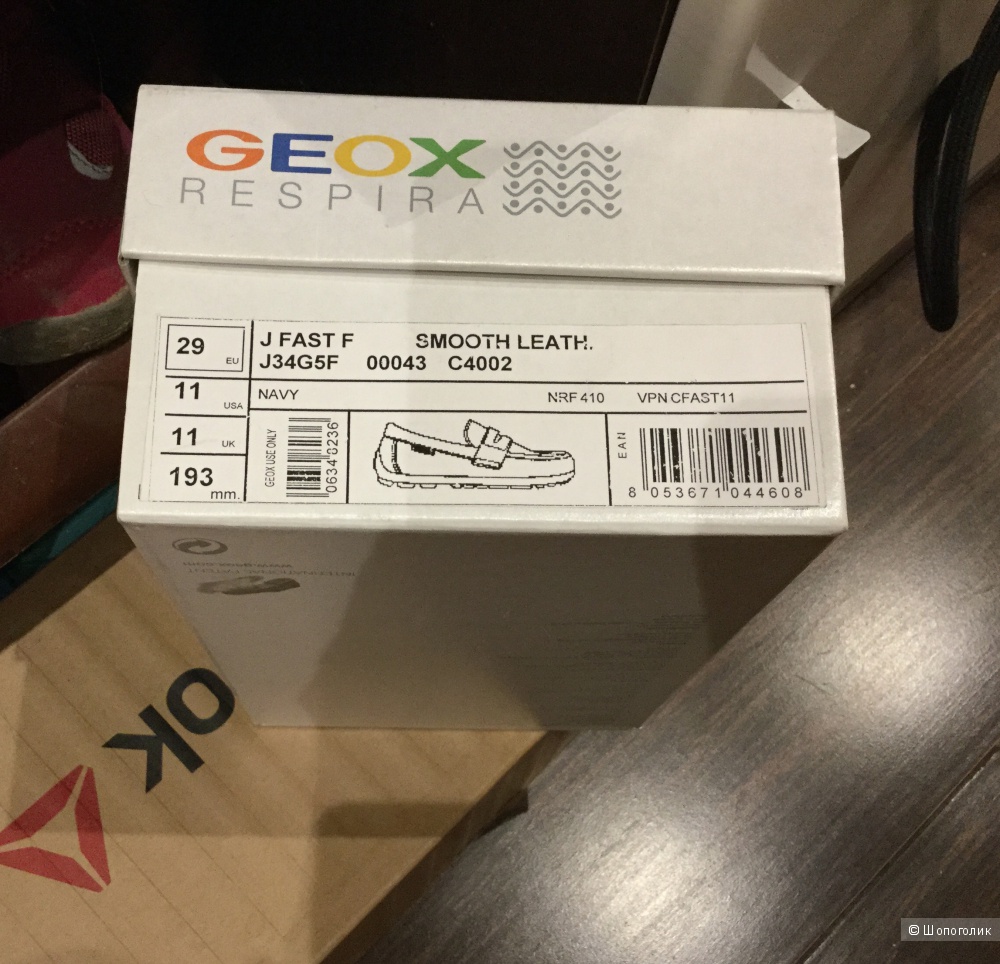 GEOX
RESPIRA
29 EU
J FAST F SMOOTH LEATH.
J34G5F 00043 C4002
11 USA
NAVY NRF 410 VPN CFAST11
11 UK
193 mm.
GEOX USE ONLY
06348236
EAN
8 053671 044608
OK
© Шопоголик